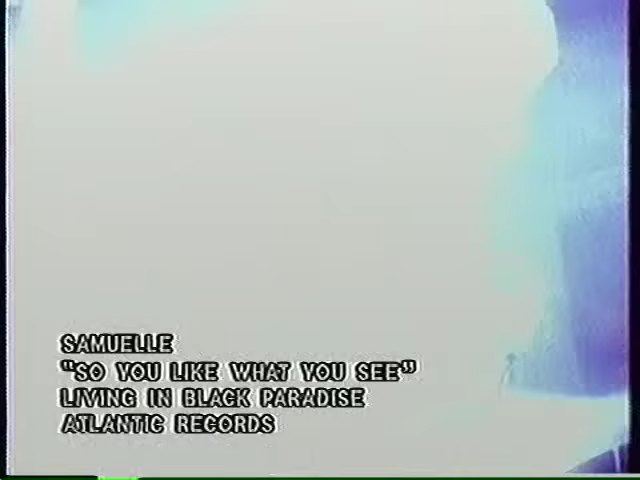 SAMUELLE
"SO YOU LIKE WHAT YOU SEE"
LIVING IN BLACK PARADISE
ATLANTIC RECORDS